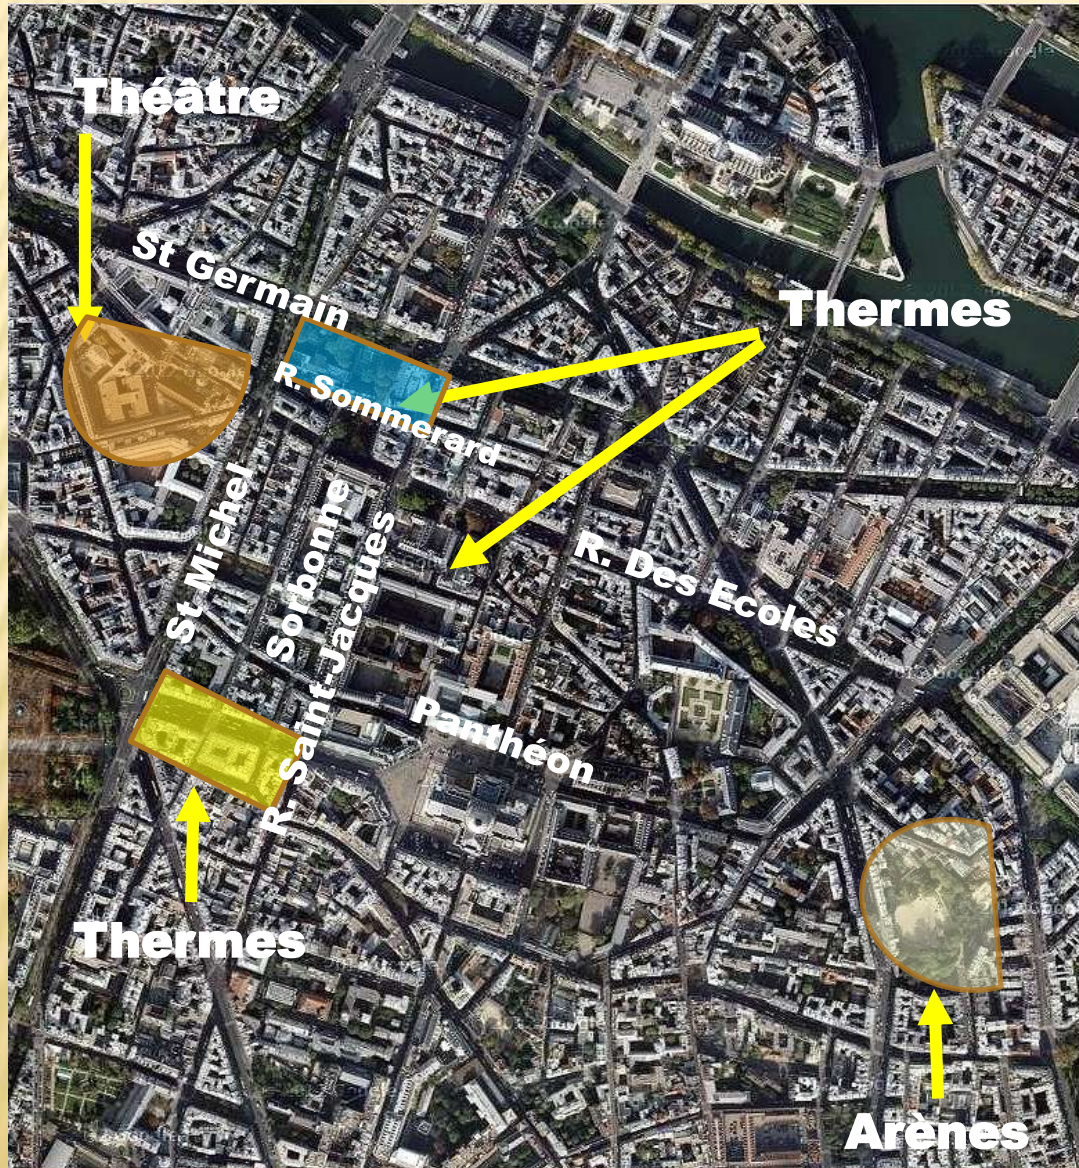 Théâtre
St Germain
Thermes
R. Sommerard
St Michel
Sorbonne
R. Saint-Jacques
R. Des Ecoles
Panthéon
Thermes
Arènes